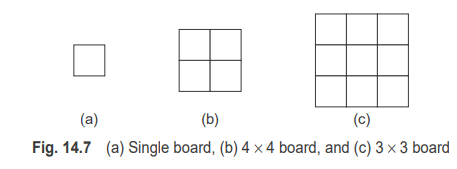 (a) (b) (c)
Fig. 14.7 (a) Single board, (b) 4 × 4 board, and (c) 3 × 3 board